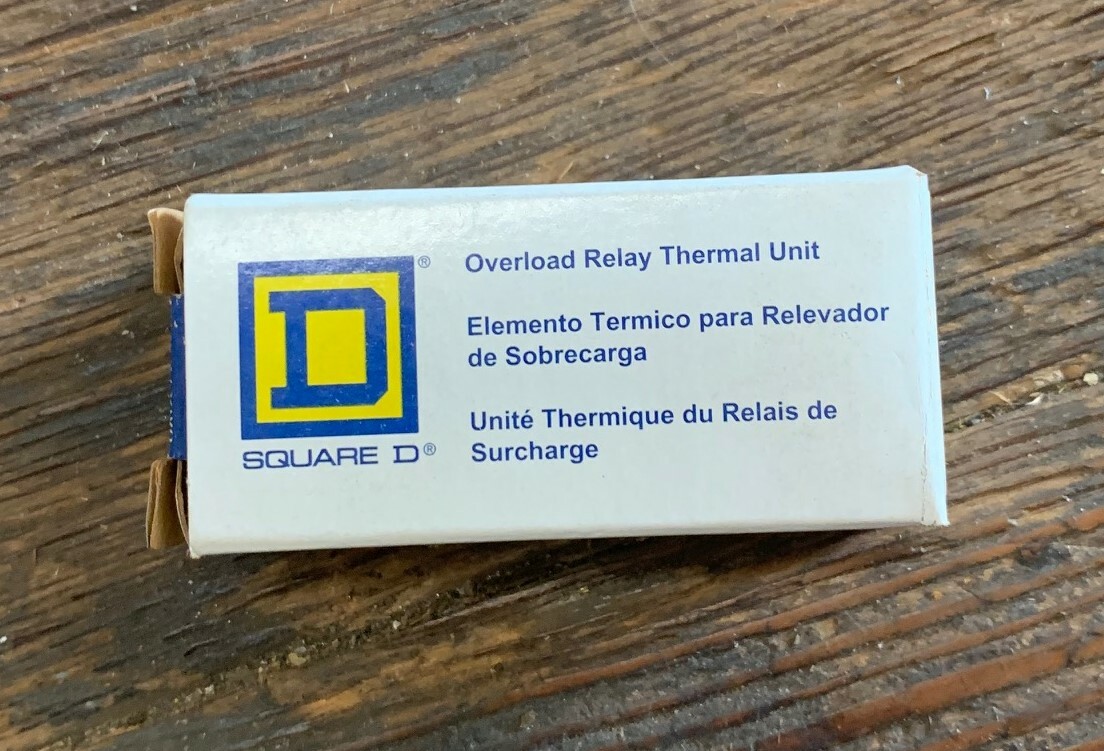 D®
SQUARE D®
Overload Relay Thermal Unit
Elemento Termico para Relevador
de Sobrecarga
Unité Thermique du Relais de
Surcharge